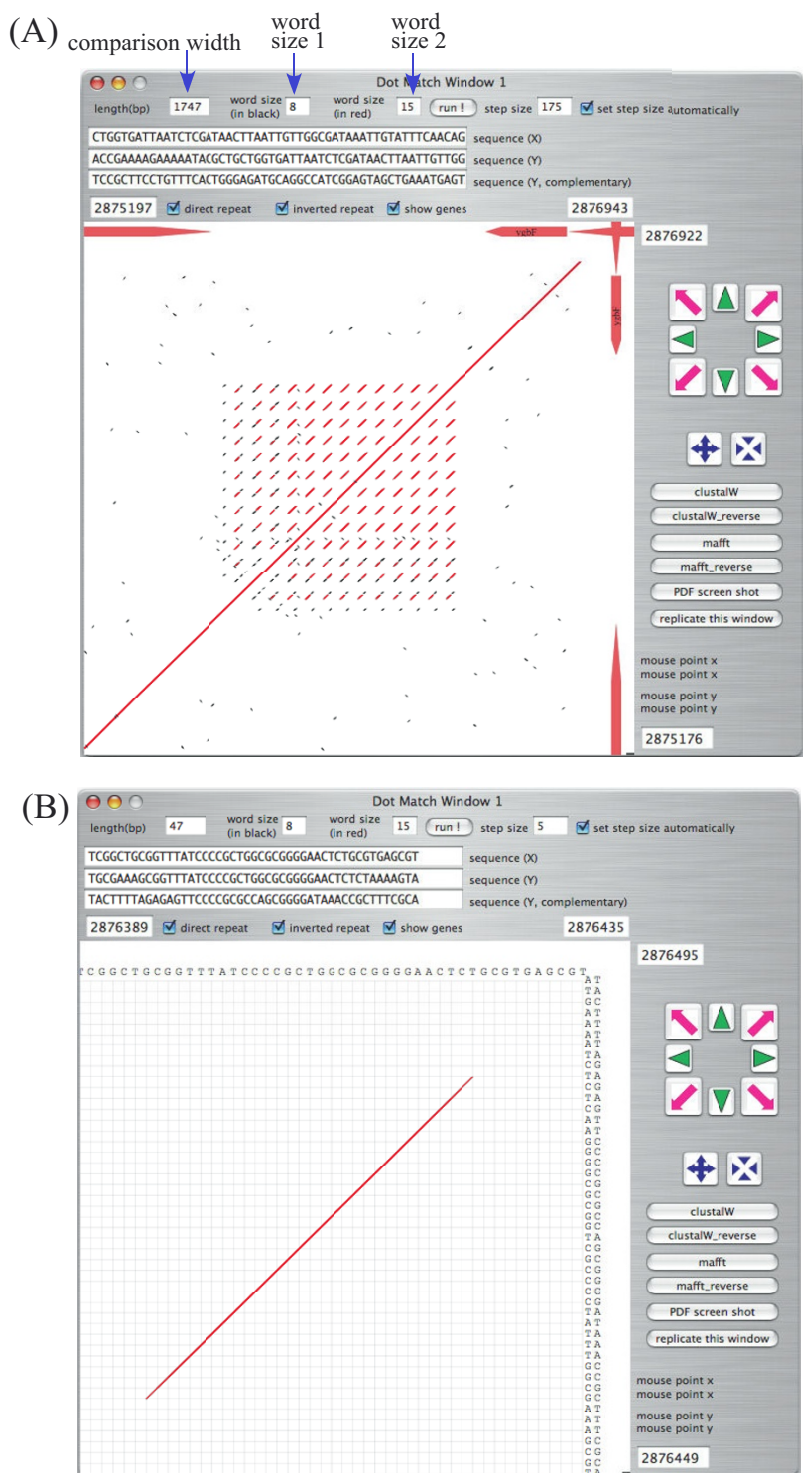 (A)
comparison width
word
size 1
word
size 2
Dot Match Window 1
length(bp) 1747 word size (in black) 8 word size (in red) 15 run ! step size 175 set step size automatically
CTGGTGATTAATCTCGATAACTTAATTGTTGGCGATAAATTGTATTTCAACAG sequence (X)
ACCGAAAAGAAAAATACGCTGCTGGTGATTAATCTCGATAACTTAATTGTTGG sequence (Y)
TCCGCTTCCTGTTTCACTGGGAGATGCAGGCCATCGGAGTAGCTGAAATGAGT sequence (Y, complementary)
2875197 direct repeat inverted repeat show genes 2876943
ygbF
2876922
ygbF
clustalW
clustalW_reverse
mafft
mafft_reverse
PDF screen shot
replicate this window
mouse point x
mouse point x
mouse point y
mouse point y
2875176
(B)
Dot Match Window 1
length(bp) 47 word size (in black) 8 word size (in red) 15 run ! step size 5 set step size automatically
TCGGCTGCGGTTTATCCCCGCTGGCGCGGGGAACTCTGCGTGAGCGT sequence (X)
TGCGAAAGCGGTTTATCCCCGCTGGCGCGGGGAACTCTCTAAAAGTA sequence (Y)
TACTTTTAGAGAGTTCCCCGCGCCAGCGGGGATAAACCGCTTTCGCA sequence (Y, complementary)
2876389 direct repeat inverted repeat show genes 2876435
2876495
T C G G C T G C G G T T T A T C C C C G C T G G C G C G G G G A A C T C T G C G T G A G C G T
A T
T A
G C
A T
A T
A T
A T
T A
C G
T A
C G
T A
C G
A T
A T
G C
G C
G C
G C
C G
G C
C G
G C
G C
T A
C G
G C
C G
C G
C G
C G
T A
A T
T A
T A
T A
G C
G C
C G
G C
A T
A T
A T
G C
C G
G C
T A
clustalW
clustalW_reverse
mafft
mafft_reverse
PDF screen shot
replicate this window
mouse point x
mouse point x
mouse point y
mouse point y
2876449